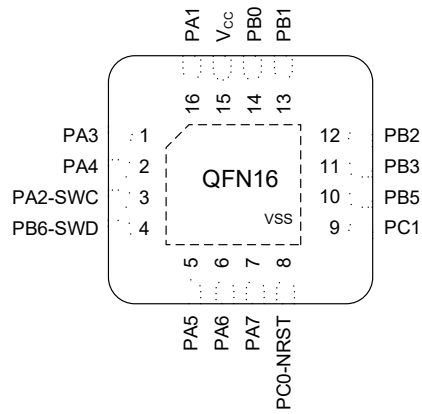 PA1 VCC PB0 PB1
16 15 14 13
PA3 1
PA4 2
PA2-SWC 3
PB6-SWD 4
QFN16
VSS
12 PB2
11 PB3
10 PB5
9 PC1
5 6 7 8
PA5 PA6 PA7 PC0-NRST